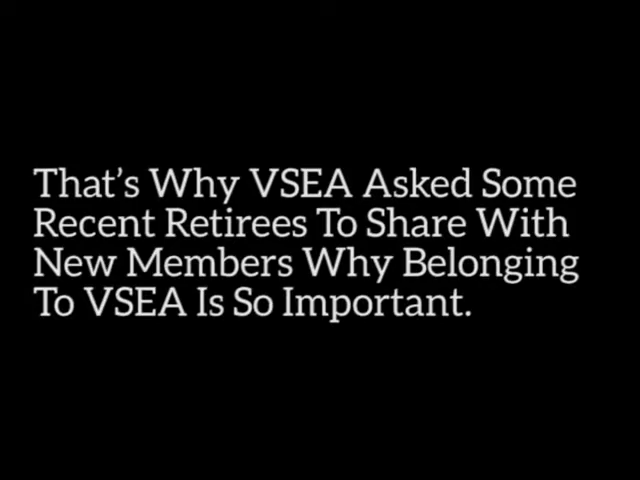 That’s Why VSEA Asked Some
Recent Retirees To Share With
New Members Why Belonging
To VSEA Is So Important.